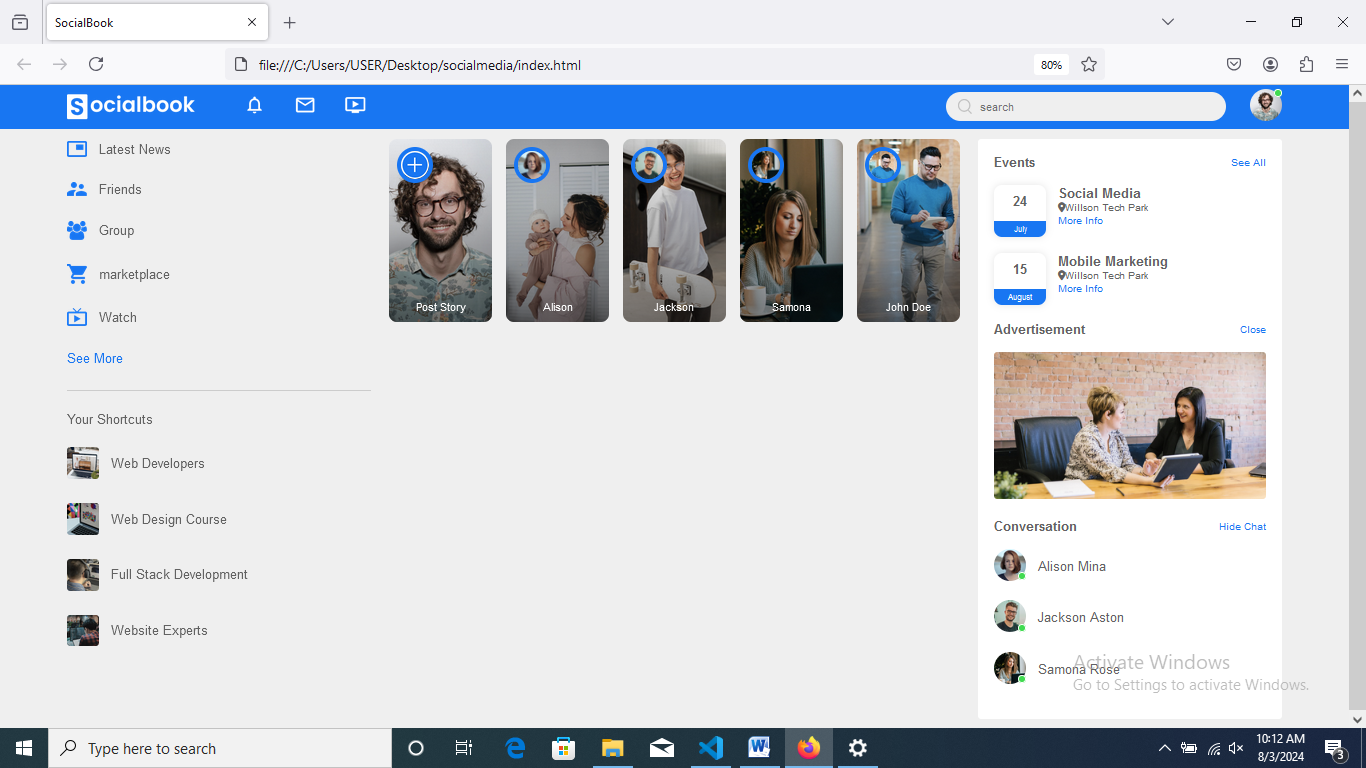 SocialBook
file:///C:/Users/USER/Desktop/socialmedia/index.html
80%
Socialbook
search
Latest News
Friends
Group
marketplace
Watch
See More
Your Shortcuts
Web Developers
Web Design Course
Full Stack Development
Website Experts
Post Story
Alison
Jackson
Samona
John Doe
Events
See All
24
July
Social Media
Willson Tech Park
More Info
15
August
Mobile Marketing
Willson Tech Park
More Info
Advertisement
Close
Conversation
Hide Chat
Alison Mina
Jackson Aston
Samona Rose
Activate Windows
Go to Settings to activate Windows.
Type here to search
10:12 AM
8/3/2024
3